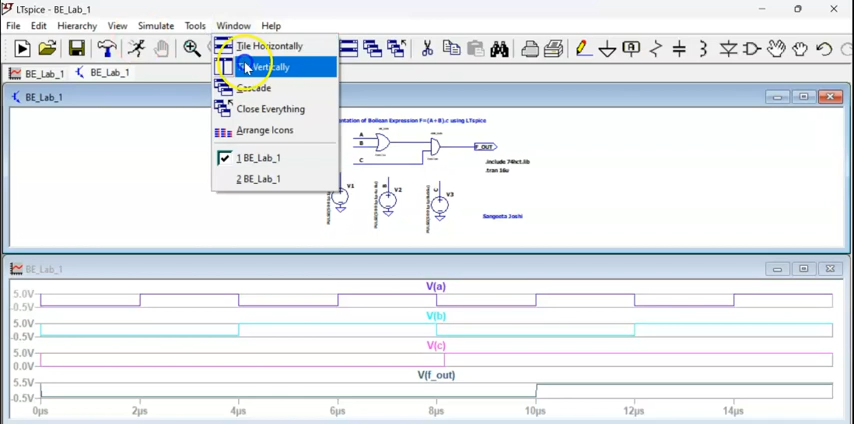 LTspice - BE_Lab_1
File Edit Hierarchy View Simulate Tools Window Help
Tile Horizontally
Vertically
Cascade
Close Everything
Arrange Icons
1 BE_Lab_1
2 BE_Lab_1
BE_Lab_1 BE_Lab_1
BE_Lab_1
entation of Boolean Expression F=(A+B).c using LTspice
A
B
C
F_OUT
.include 74hct.lib
.tran 16u
V1 V2 V3
B C
Sangeeta Joshi
BE_Lab_1
V(a)
5.0V
-0.5V
V(b)
5.0V
-0.5V
V(c)
5.0V
0.0V
V(f_out)
5.5V
-0.5V
0µs 2µs 4µs 6µs 8µs 10µs 12µs 14µs